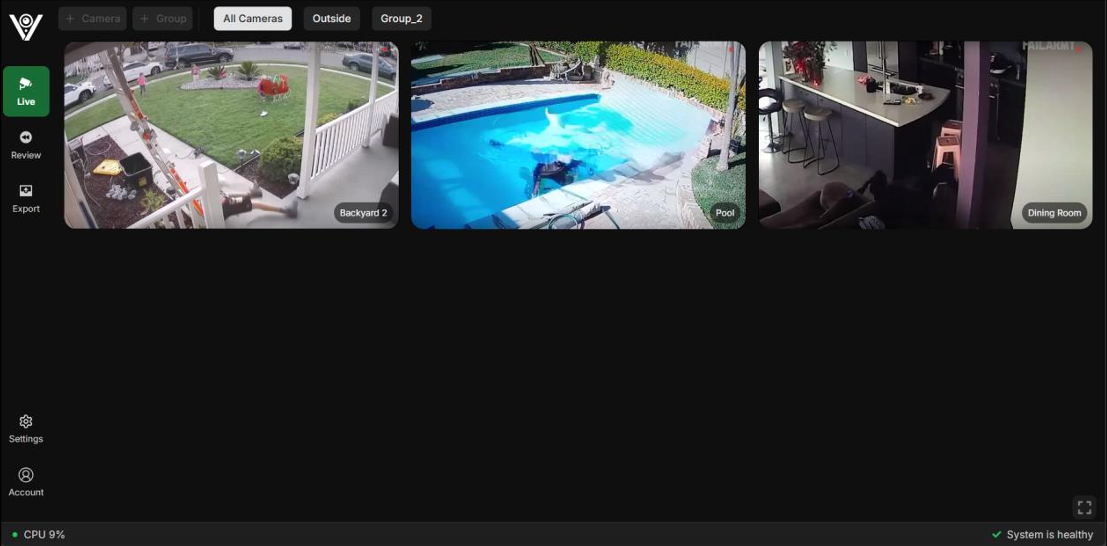 + Camera + Group All Cameras Outside Group_2
FAILARMY
Live
Review
Export
Backyard 2 Pool Dining Room
Settings
Account
CPU 9% System is healthy